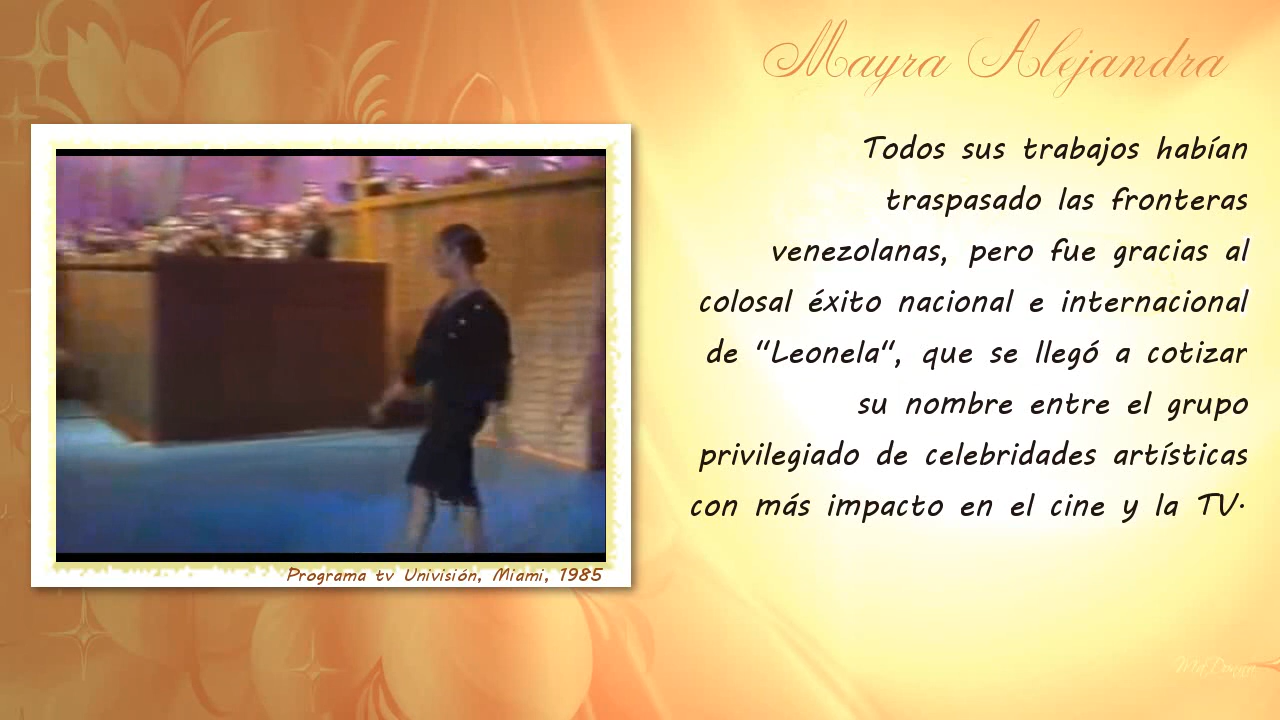 Mayra Alejandra
Todos sus trabajos habían
traspasado las fronteras
venezolanas, pero fue gracias al
colosal éxito nacional e internacional
de “Leonela“, que se llegó a cotizar
su nombre entre el grupo
privilegiado de celebridades artísticas
con más impacto en el cine y la TV.
Programa tv Univisión, Miami, 1985